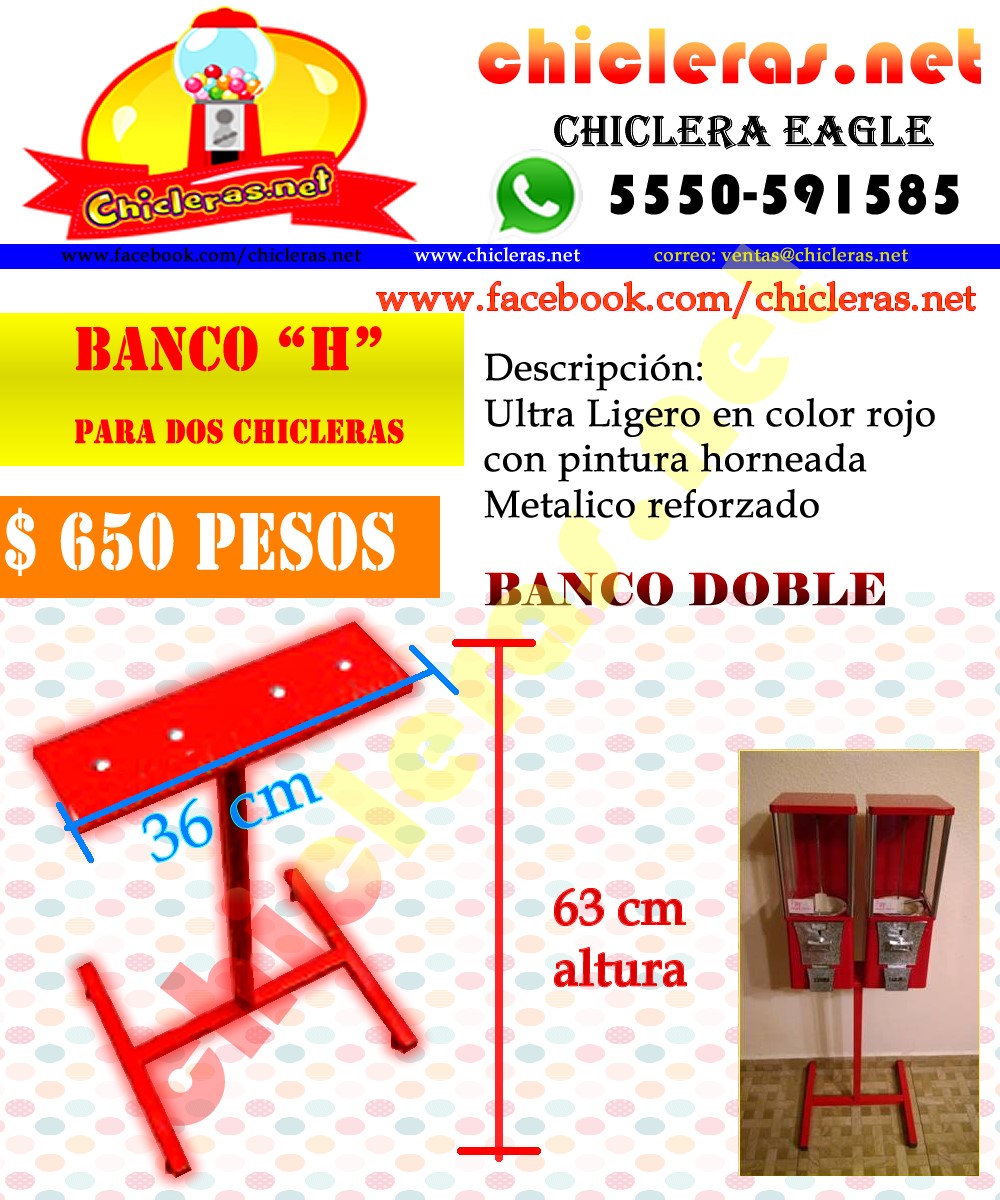 chicleras.net
CHICLERA EAGLE
5550-591585
Chicleras.net
www.facebook.com/chicleras.net www.chicleras.net correo: ventas@chicleras.net
www.facebook.com/chicleras.net
BANCO “H”
PARA DOS CHICLERAS
$ 650 PESOS
Descripción:
Ultra Ligero en color rojo
con pintura horneada
Metalico reforzado
BANCO DOBLE
36 cm
63 cm
altura
chicleras.net